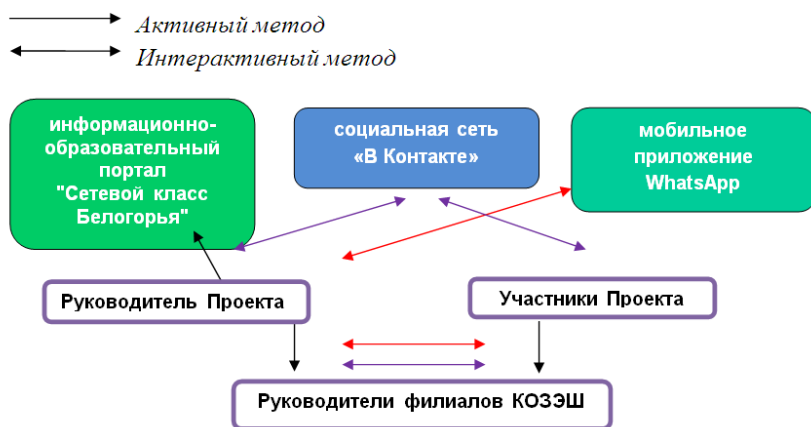 Активный метод
Интерактивный метод
информационно-
образовательный
портал
"Сетевой класс
Белогорья"
социальная сеть
«В Контакте»
мобильное
приложение
WhatsApp
Руководитель Проекта
Участники Проекта
Руководители филиалов КОЗЭШ